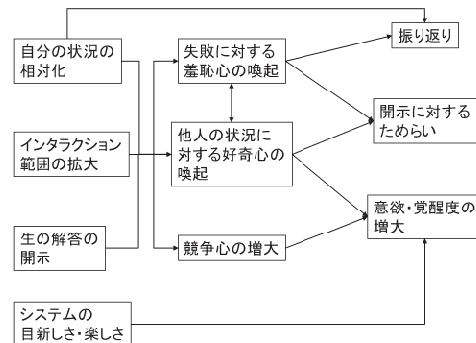 自分の状況の
相対化
インタラクション
範囲の拡大
生の解答の
開示
システムの
目新しさ・楽しさ
失敗に対する
羞恥心の喚起
他人の状況に
対する好奇心の
喚起
競争心の増大
振り返り
開示に対する
ためらい
意欲・覚醒度の
増大